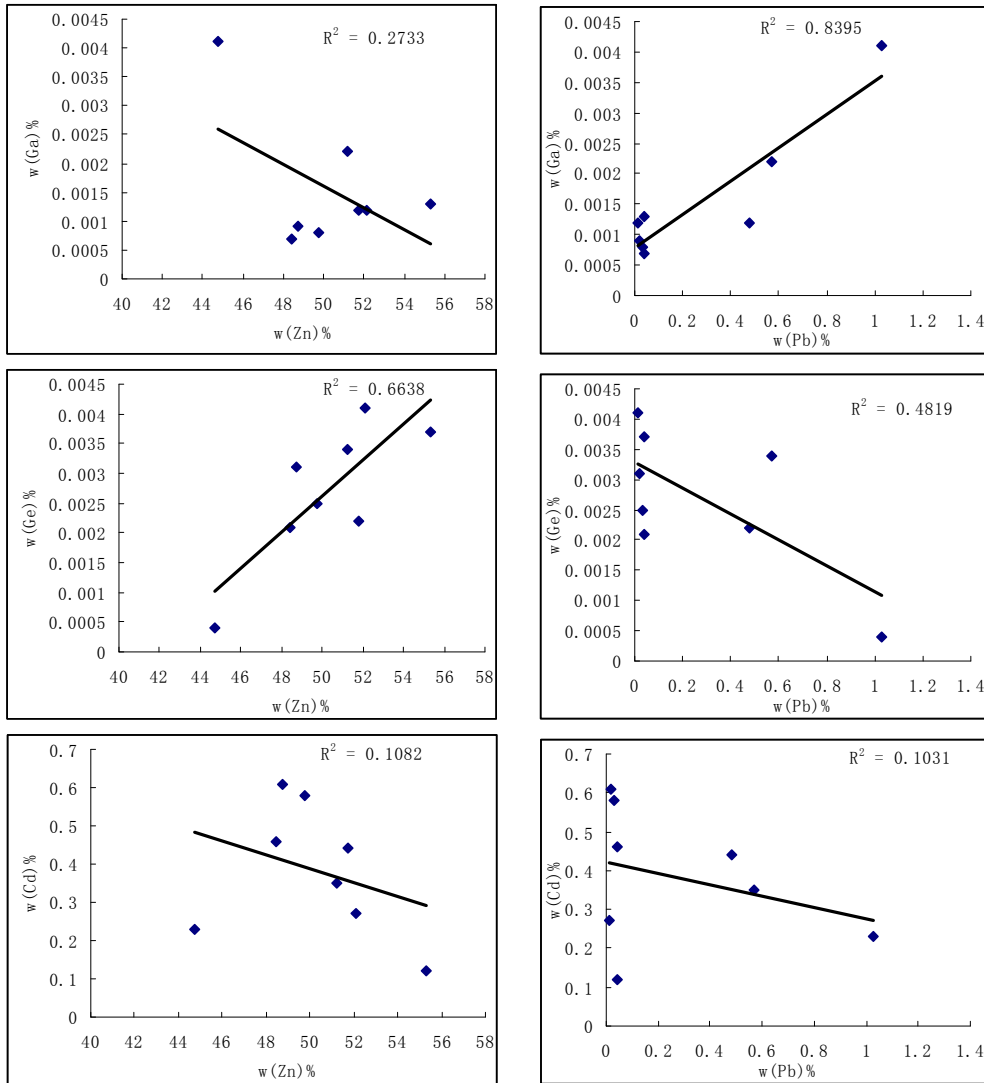 R² = 0.2733
0.0045
0.004
0.0035
0.003
0.0025
0.002
0.0015
0.001
0.0005
0
w(Ga)%
40 42 44 46 48 50 52 54 56 58
w(Zn)%
R² = 0.8395
0.0045
0.004
0.0035
0.003
0.0025
0.002
0.0015
0.001
0.0005
0
w(Ga)%
0 0.2 0.4 0.6 0.8 1 1.2 1.4
w(Pb)%
R² = 0.6638
0.0045
0.004
0.0035
0.003
0.0025
0.002
0.0015
0.001
0.0005
0
w(Ge)%
40 42 44 46 48 50 52 54 56 58
w(Zn)%
R² = 0.4819
0.0045
0.004
0.0035
0.003
0.0025
0.002
0.0015
0.001
0.0005
0
w(Ge)%
0 0.2 0.4 0.6 0.8 1 1.2 1.4
w(Pb)%
R² = 0.1082
0.7
0.6
0.5
0.4
0.3
0.2
0.1
0
w(Cd)%
40 42 44 46 48 50 52 54 56 58
w(Zn)%
R² = 0.1031
0.7
0.6
0.5
0.4
0.3
0.2
0.1
0
w(Cd)%
0 0.2 0.4 0.6 0.8 1 1.2 1.4
w(Pb)%